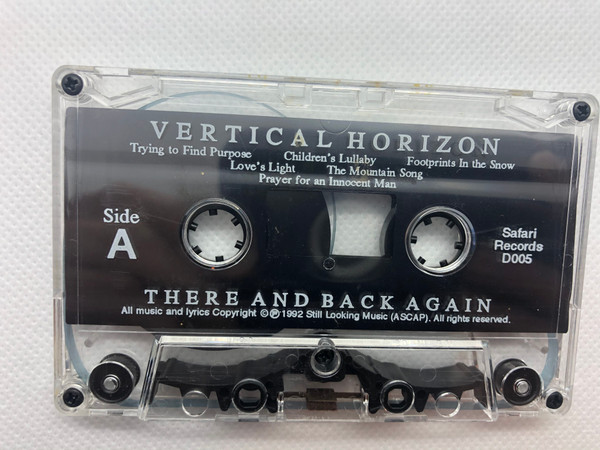 VERTICAL HORIZON
Trying to Find Purpose Children's Lullaby Footprints In the Snow
Love's Light The Mountain Song
Prayer for an Innocent Man
Side
A
Safari
Records
D005
THERE AND BACK AGAIN
All music and lyrics Copyright © ℗ 1992 Still Looking Music (ASCAP). All rights reserved.